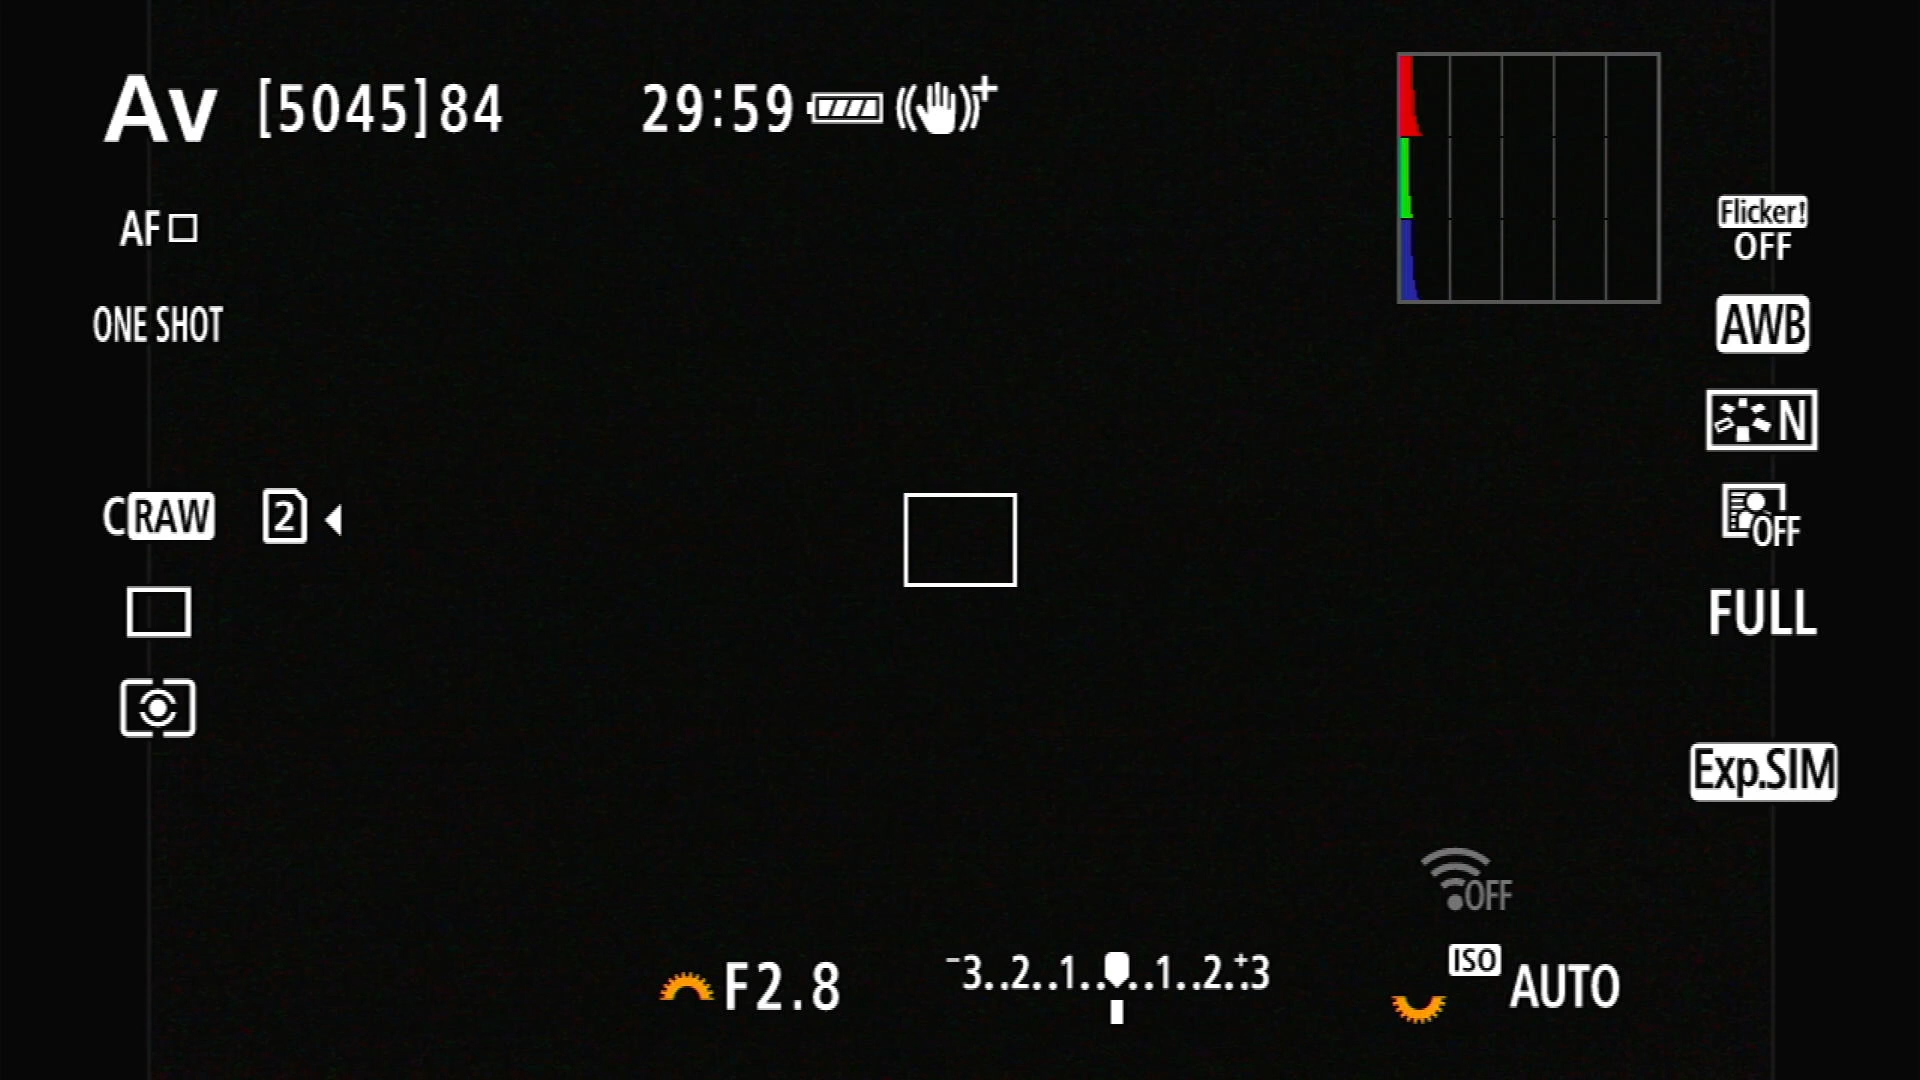 Av [5045]84 29:59
AF
Flicker!
OFF
ONE SHOT
AWB
N
CRAW 2
OFF
FULL
Exp.SIM
OFF
F2.8
-3..2..1....1..2..+3
ISO AUTO